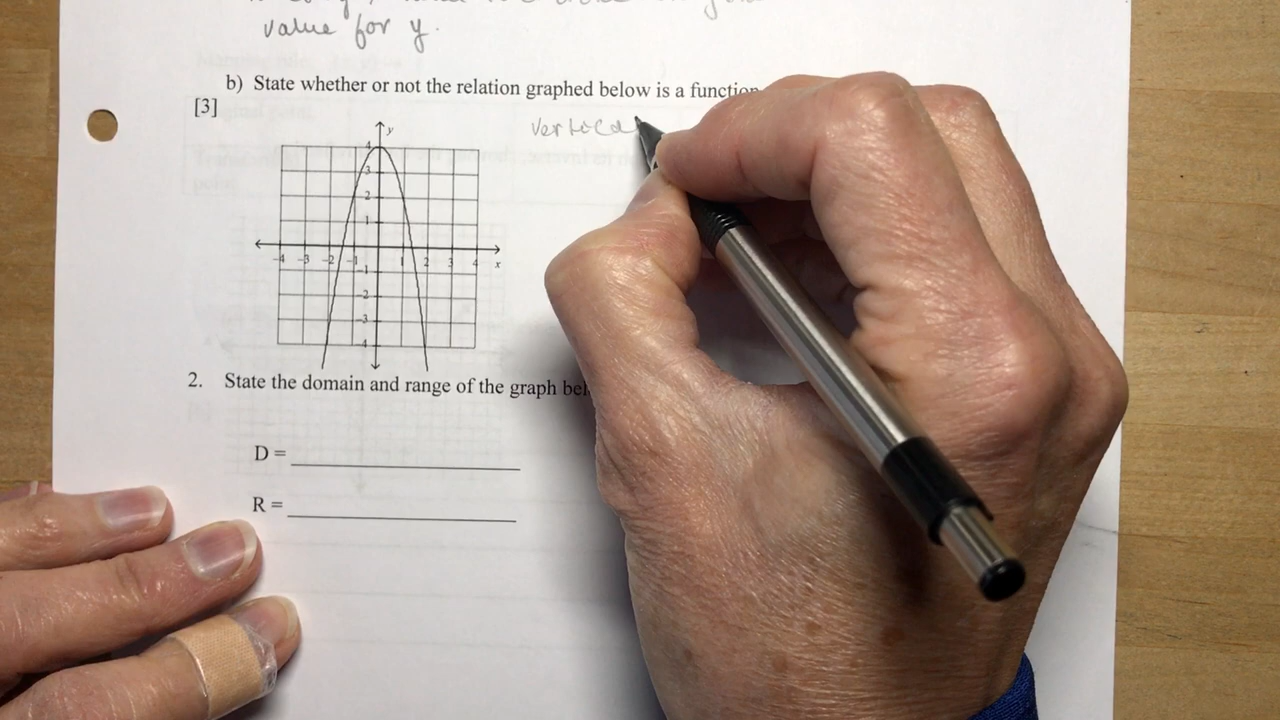 value for y.
b) State whether or not the relation graphed below is a function
[3]
vertical
y
4
3
2
1
-4 -3 -2 -1 1 2 3 4 x
-1
-2
-3
-4
2. State the domain and range of the graph
D =
R =